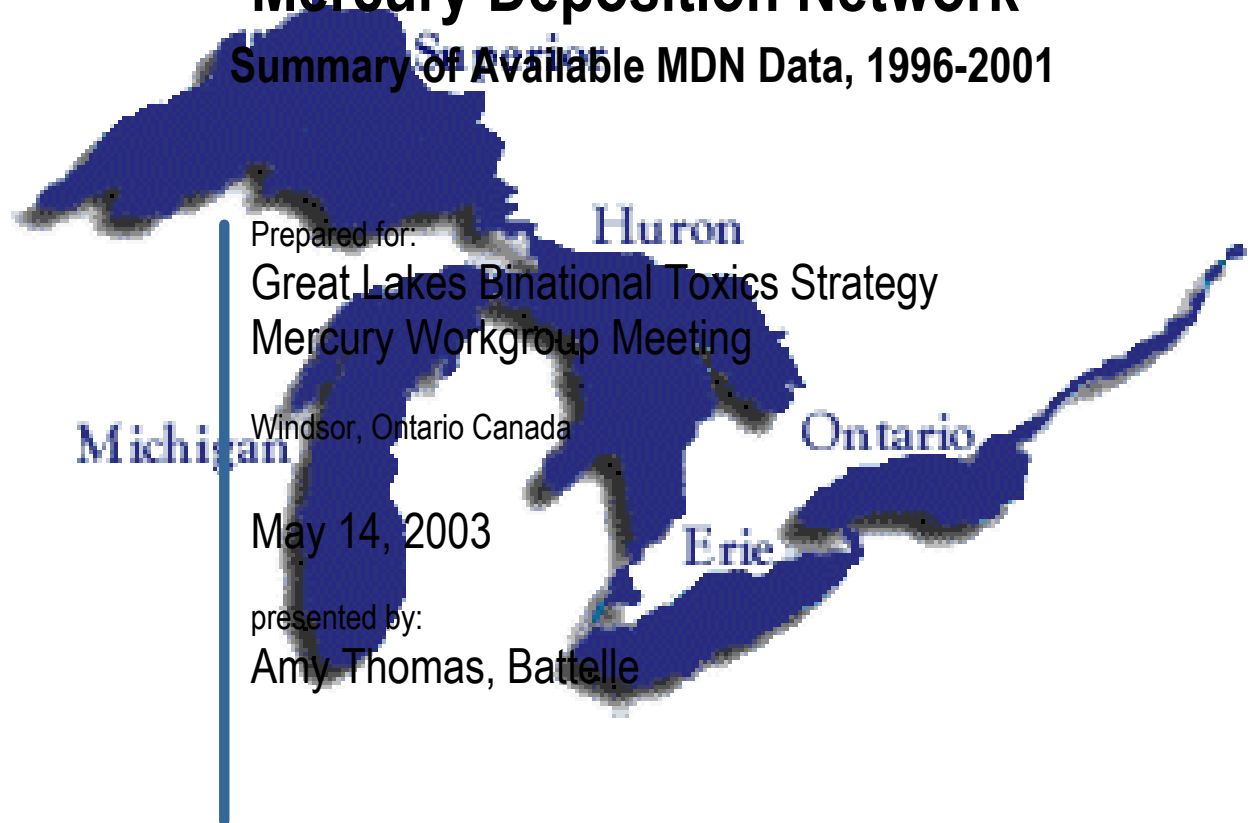 Mercury Deposition Network
Superior
Summary of Available MDN Data, 1996-2001
Huron
Prepared for:
Great Lakes Binational Toxics Strategy
Mercury Workgroup Meeting
Michigan
Windsor, Ontario Canada
Ontario
May 14, 2003
Erie
presented by:
Amy Thomas, Battelle